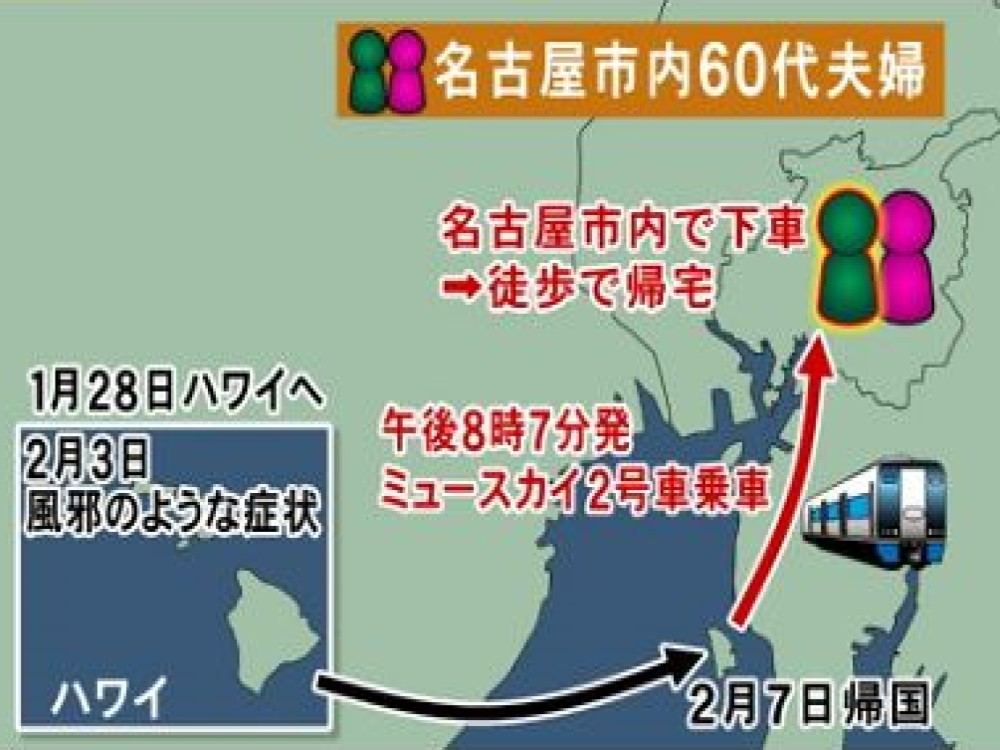 名古屋市内60代夫婦
名古屋市内で下車
➡徒歩で帰宅
1月28日ハワイへ
2月3日
風邪のような症状
午後8時7分発
ミュースカイ2号車乗車
ハワイ
2月7日帰国